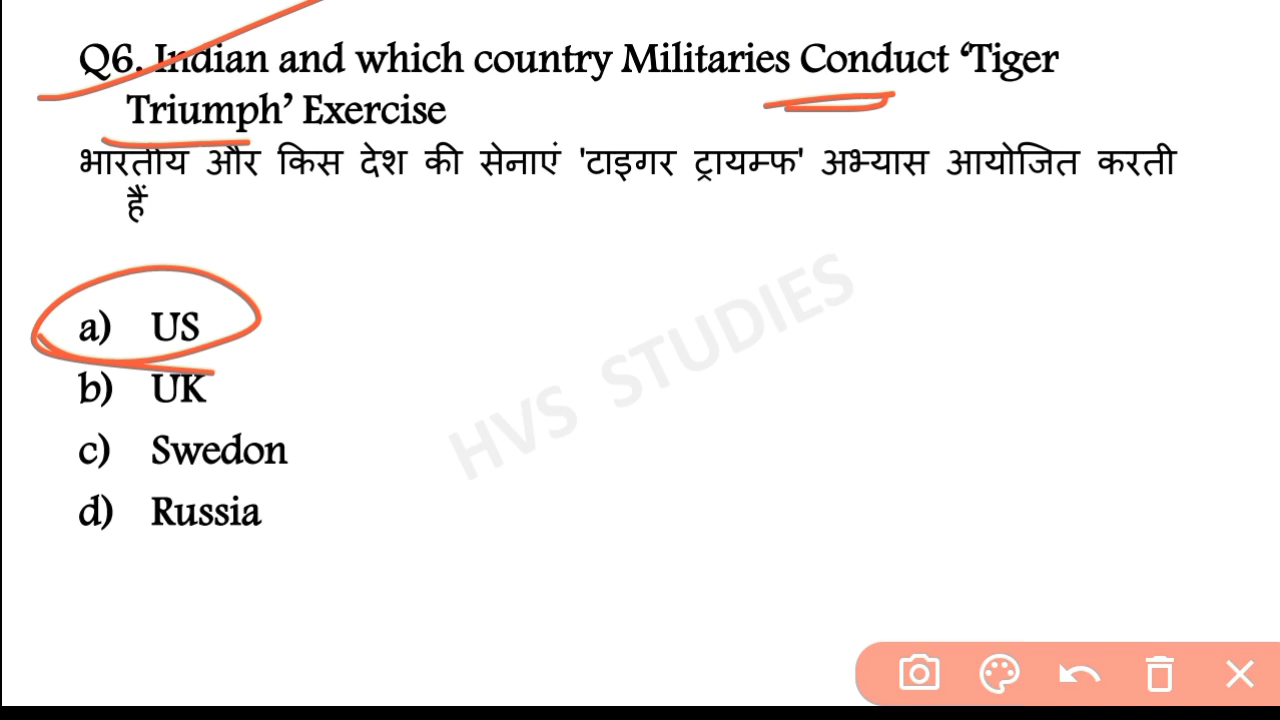 Q6. Indian and which country Militaries Conduct ‘Tiger
Triumph’ Exercise
भारतीय और किस देश की सेनाएं 'टाइगर ट्रायम्फ' अभ्यास आयोजित करती
हैं
a) US
b) UK
c) Swedon
d) Russia
HVS STUDIES